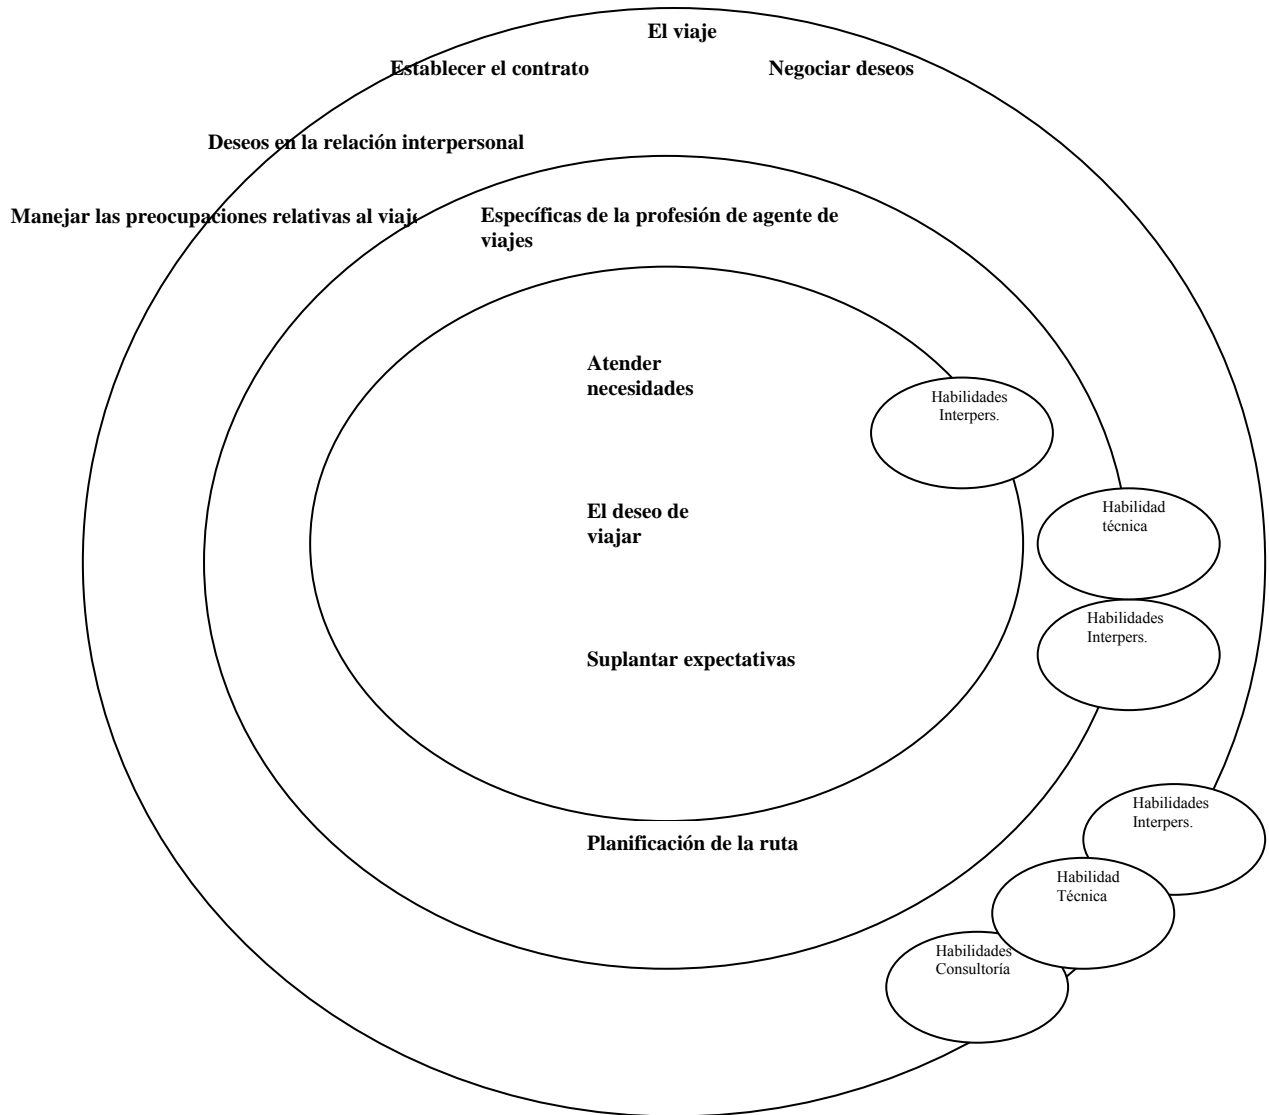 El viaje
Establecer el contrato
Negociar deseos
Deseos en la relación interpersonal
Manejar las preocupaciones relativas al viaje
Específicas de la profesión de agente de
viajes
Atender
necesidades
Habilidades
Interpers.
El deseo de
viajar
Habilidad
técnica
Habilidades
Interpers.
Suplantar expectativas
Habilidades
Interpers.
Planificación de la ruta
Habilidad
Técnica
Habilidades
Consultoría